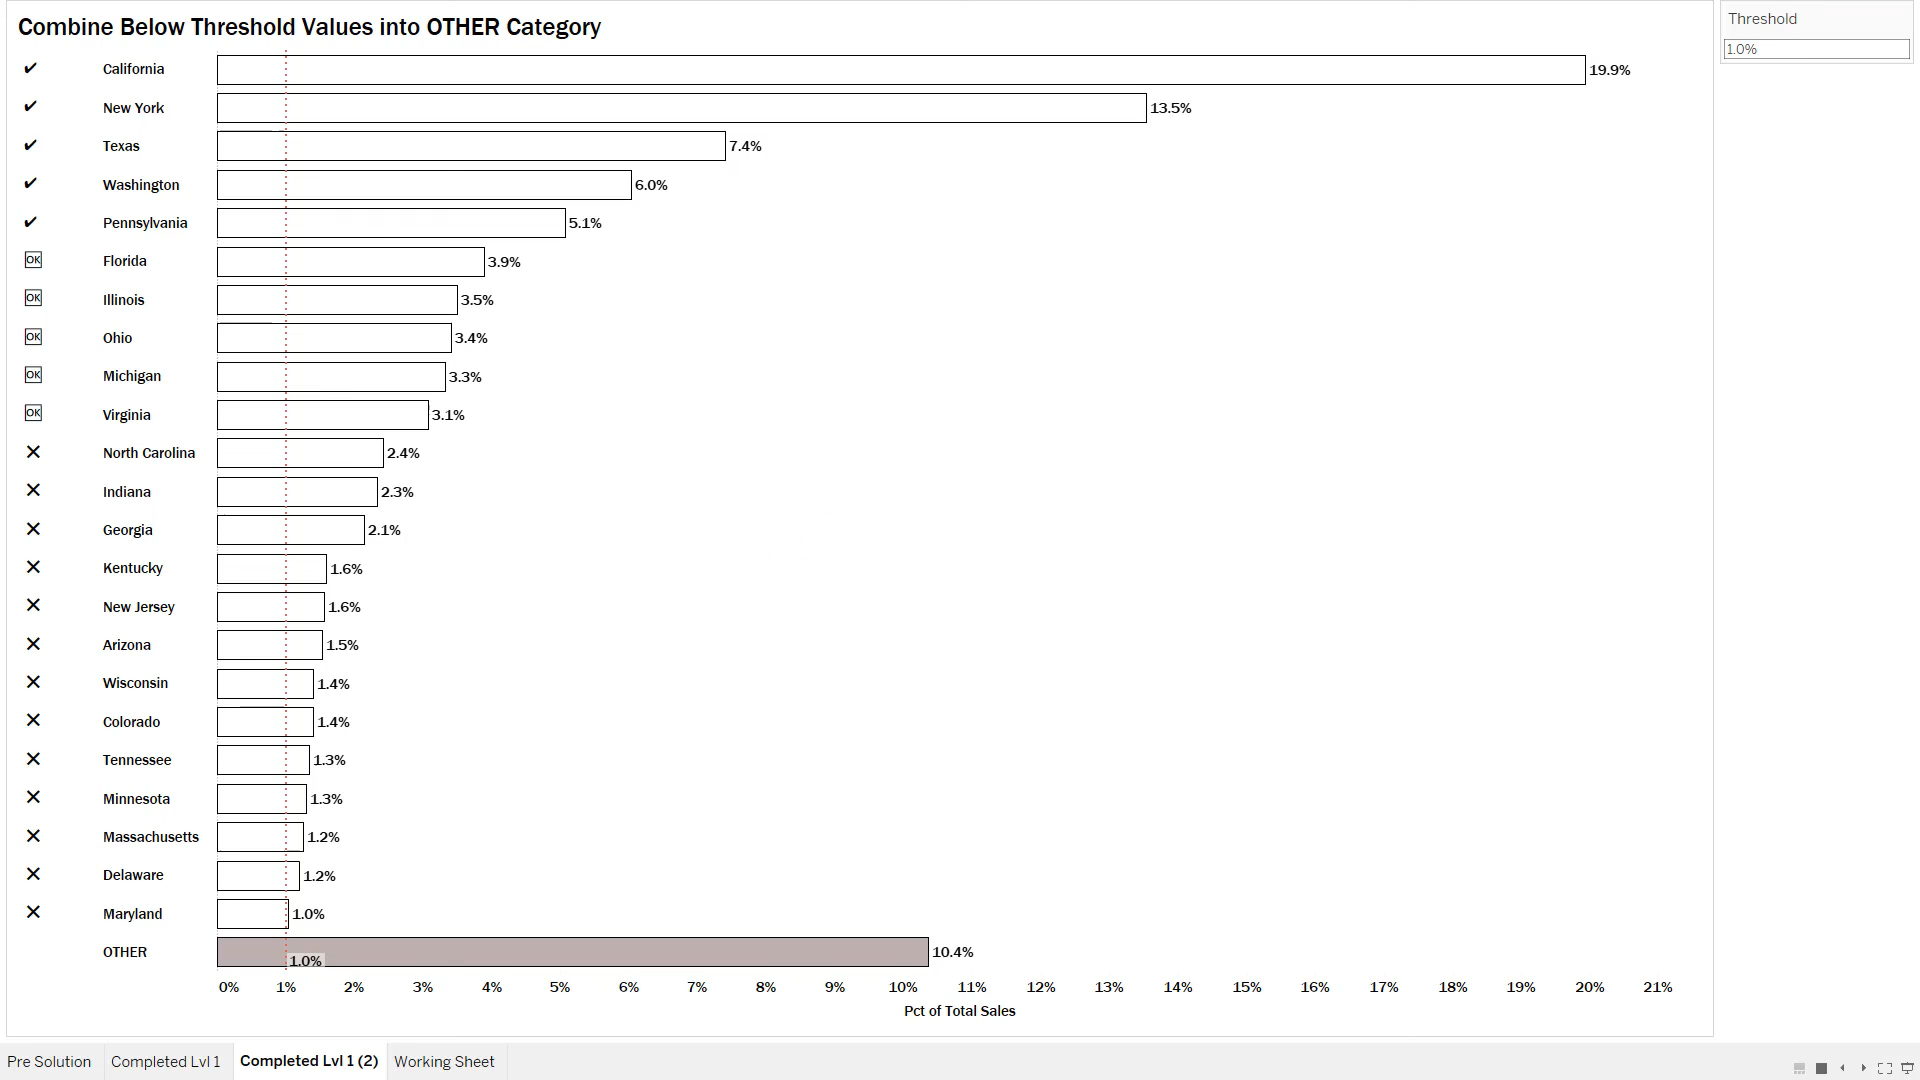 Combine Below Threshold Values into OTHER Category
Threshold
1.0%
✔ California 19.9%
✔ New York 13.5%
✔ Texas 7.4%
✔ Washington 6.0%
✔ Pennsylvania 5.1%
OK Florida 3.9%
OK Illinois 3.5%
OK Ohio 3.4%
OK Michigan 3.3%
OK Virginia 3.1%
✕ North Carolina 2.4%
✕ Indiana 2.3%
✕ Georgia 2.1%
✕ Kentucky 1.6%
✕ New Jersey 1.6%
✕ Arizona 1.5%
✕ Wisconsin 1.4%
✕ Colorado 1.4%
✕ Tennessee 1.3%
✕ Minnesota 1.3%
✕ Massachusetts 1.2%
✕ Delaware 1.2%
✕ Maryland 1.0%
OTHER 10.4%
1.0%
0% 1% 2% 3% 4% 5% 6% 7% 8% 9% 10% 11% 12% 13% 14% 15% 16% 17% 18% 19% 20% 21%
Pct of Total Sales
Pre Solution Completed Lvl 1 Completed Lvl 1 (2) Working Sheet